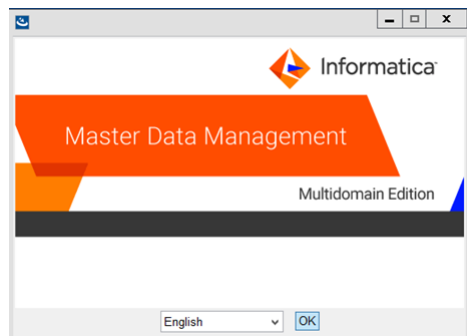 Informatica
Master Data Management
Multidomain Edition
English
OK